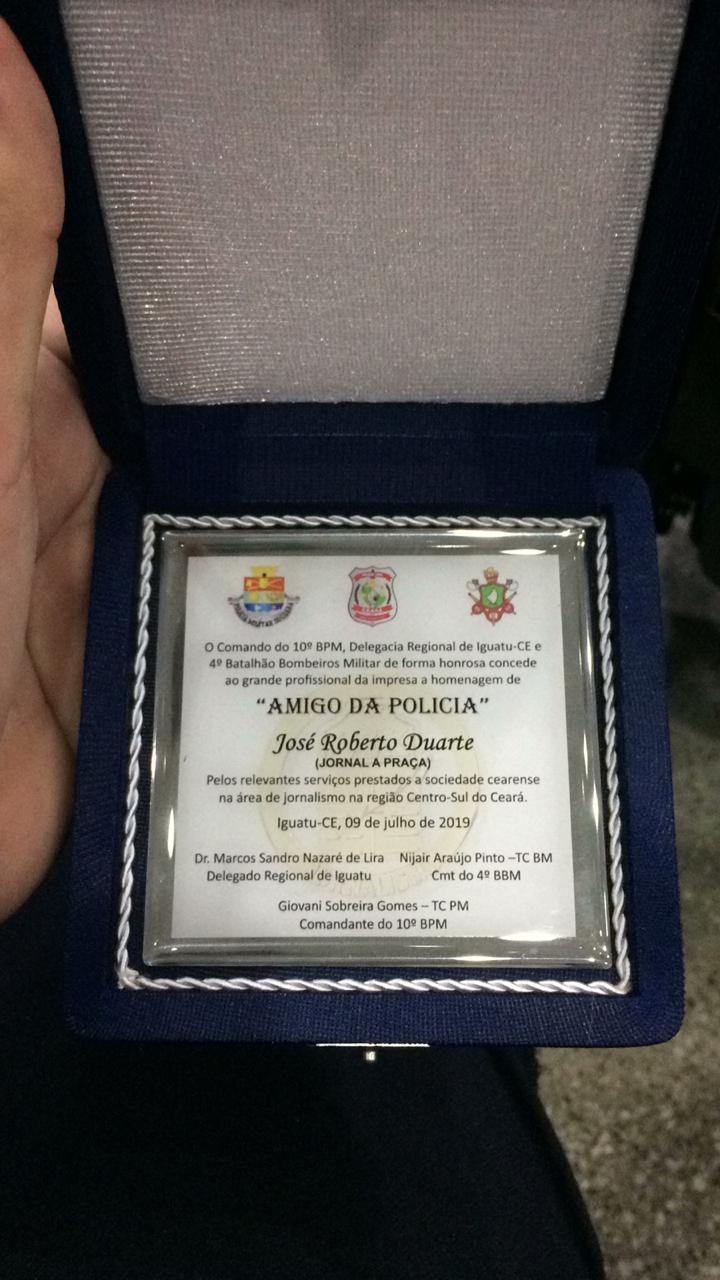 O Comando do 10º BPM, Delegacia Regional de Iguatu-CE e
4º Batalhão Bombeiros Militar de forma honrosa concede
ao grande profissional da impresa a homenagem de
“AMIGO DA POLICIA”
José Roberto Duarte
(JORNAL A PRAÇA)
Pelos relevantes serviços prestados a sociedade cearense
na área de jornalismo na região Centro-Sul do Ceará.
Iguatu-CE, 09 de julho de 2019
Dr. Marcos Sandro Nazaré de Lira Nijair Araújo Pinto –TC BM
Delegado Regional de Iguatu Cmt do 4º BBM
Giovani Sobreira Gomes – TC PM
Comandante do 10º BPM